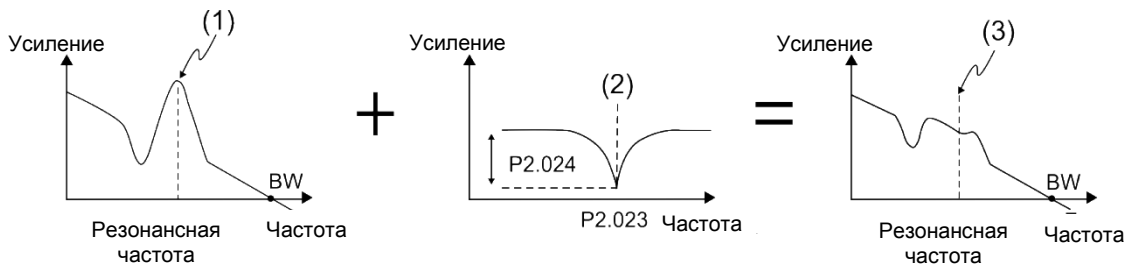 Усиление
(1)
BW
Резонансная
частота
Частота
+
Усиление
(2)
P2.024
P2.023
Частота
=
Усиление
(3)
BW
Резонансная
частота
Частота